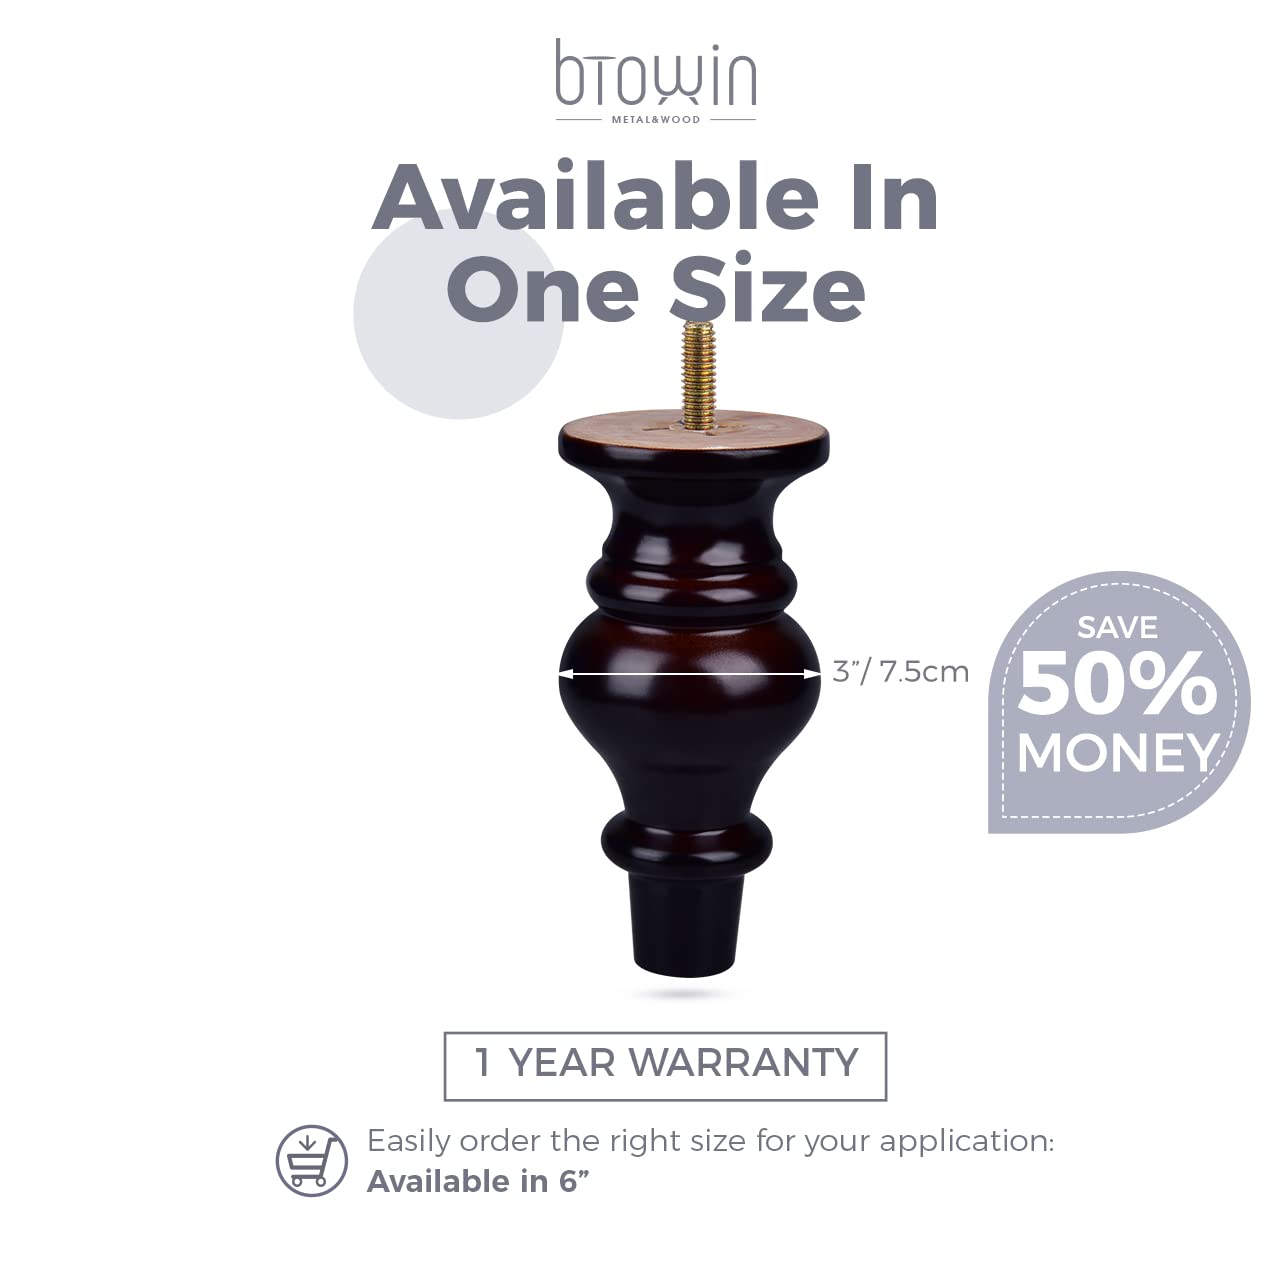 btowin
METAL&WOOD
Available In
One Size
3”/ 7.5cm
SAVE
50%
MONEY
1 YEAR WARRANTY
Easily order the right size for your application:
Available in 6”